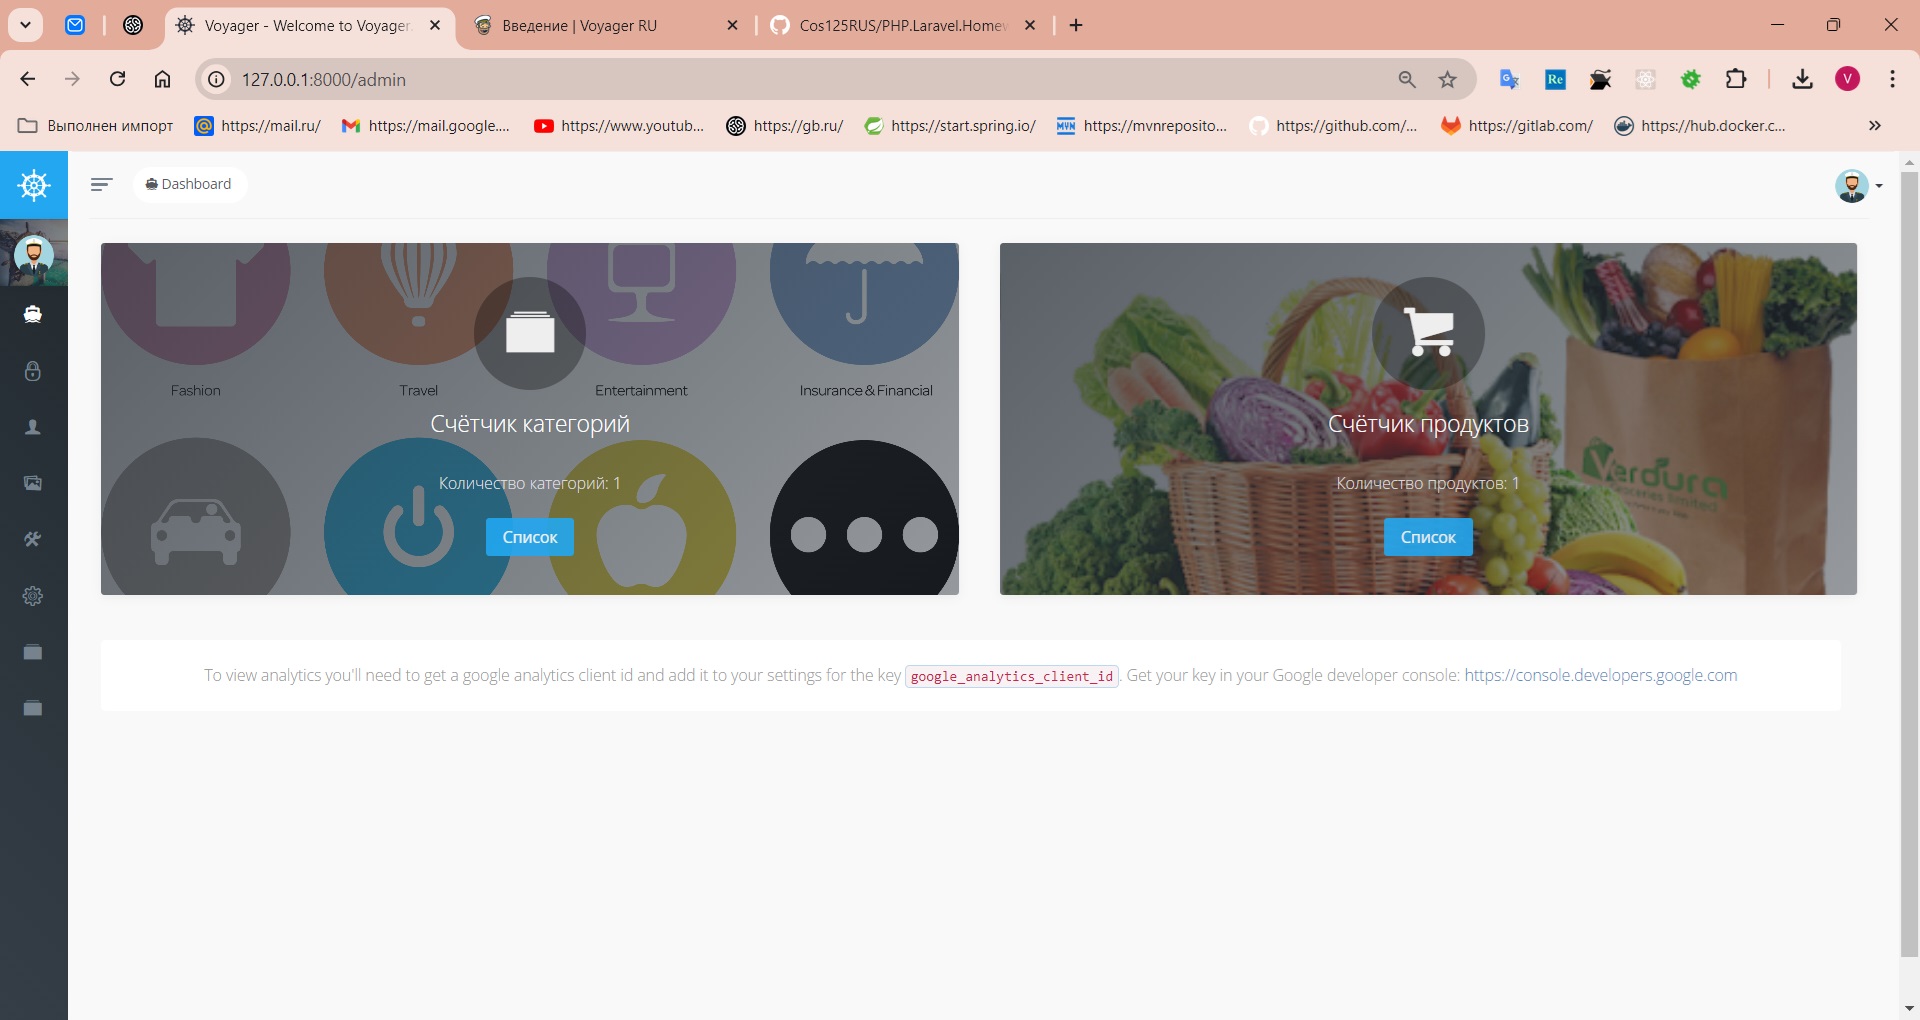 Voyager - Welcome to Voyager.
Введение | Voyager RU
Cos125RUS/PHP.Laravel.Homew
127.0.0.1:8000/admin
V
Выполнен импорт
https://mail.ru/
https://mail.google....
https://www.youtub...
https://gb.ru/
https://start.spring.io/
https://mvnreposito...
https://github.com/...
https://gitlab.com/
https://hub.docker.c...
Dashboard
Fashion
Travel
Entertainment
Insurance & Financial
Счётчик категорий
Количество категорий: 1
Список
Счётчик продуктов
Количество продуктов: 1
Список
Verdura
To view analytics you'll need to get a google analytics client id and add it to your settings for the key google_analytics_client_id. Get your key in your Google developer console: https://console.developers.google.com